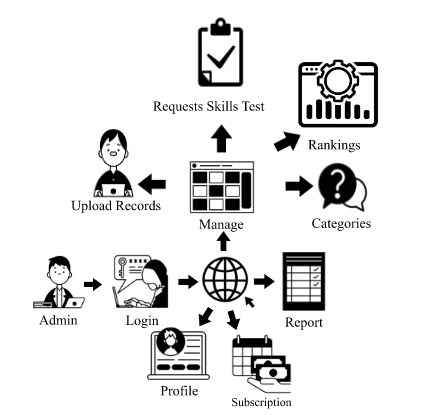 Requests Skills Test
Rankings
Upload Records
Manage
Categories
Admin
Login
Report
Profile
Subscription